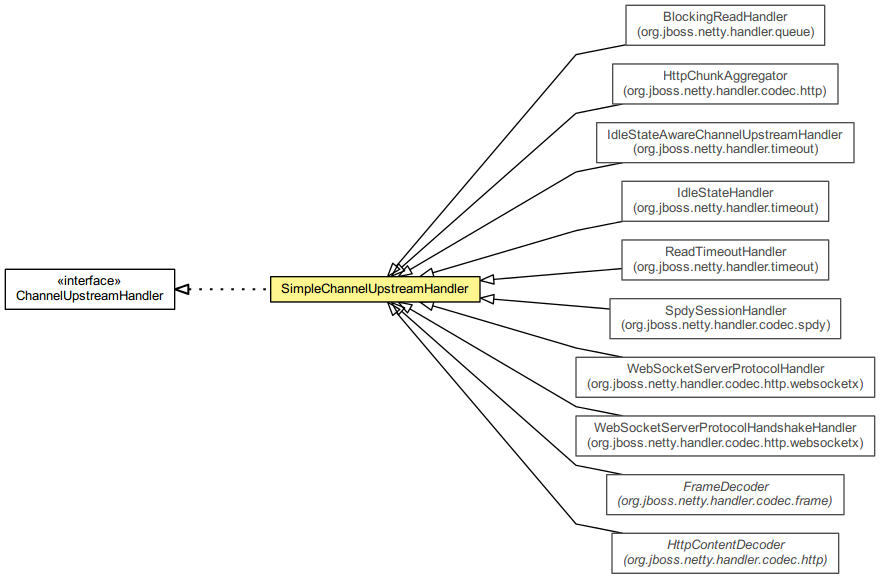 «interface»
ChannelUpstreamHandler
SimpleChannelUpstreamHandler
BlockingReadHandler
(org.jboss.netty.handler.queue)
HttpChunkAggregator
(org.jboss.netty.handler.codec.http)
IdleStateAwareChannelUpstreamHandler
(org.jboss.netty.handler.timeout)
IdleStateHandler
(org.jboss.netty.handler.timeout)
ReadTimeoutHandler
(org.jboss.netty.handler.timeout)
SpdySessionHandler
(org.jboss.netty.handler.codec.spdy)
WebSocketServerProtocolHandler
(org.jboss.netty.handler.codec.http.websocketx)
WebSocketServerProtocolHandshakeHandler
(org.jboss.netty.handler.codec.http.websocketx)
FrameDecoder
(org.jboss.netty.handler.codec.frame)
HttpContentDecoder
(org.jboss.netty.handler.codec.http)